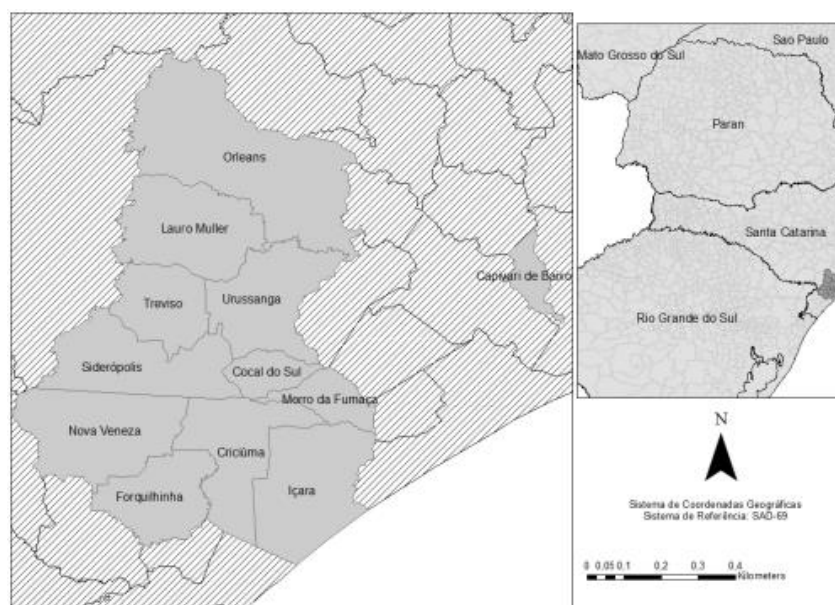 Orleans
Lauro Muller
Capivari de Baixo
Treviso
Urussanga
Siderópolis
Cocal do Sul
Morro da Fumaça
Nova Veneza
Criciúma
Içara
Forquilhinha
Sao Paulo
Mato Grosso do Sul
Paran
Santa Catarina
Rio Grande do Sul
N
Sistema de Coordenadas Geográficas
Sistema de Referência: SAD-69
0 0,05 0,1 0,2 0,3 0,4
Kilometers